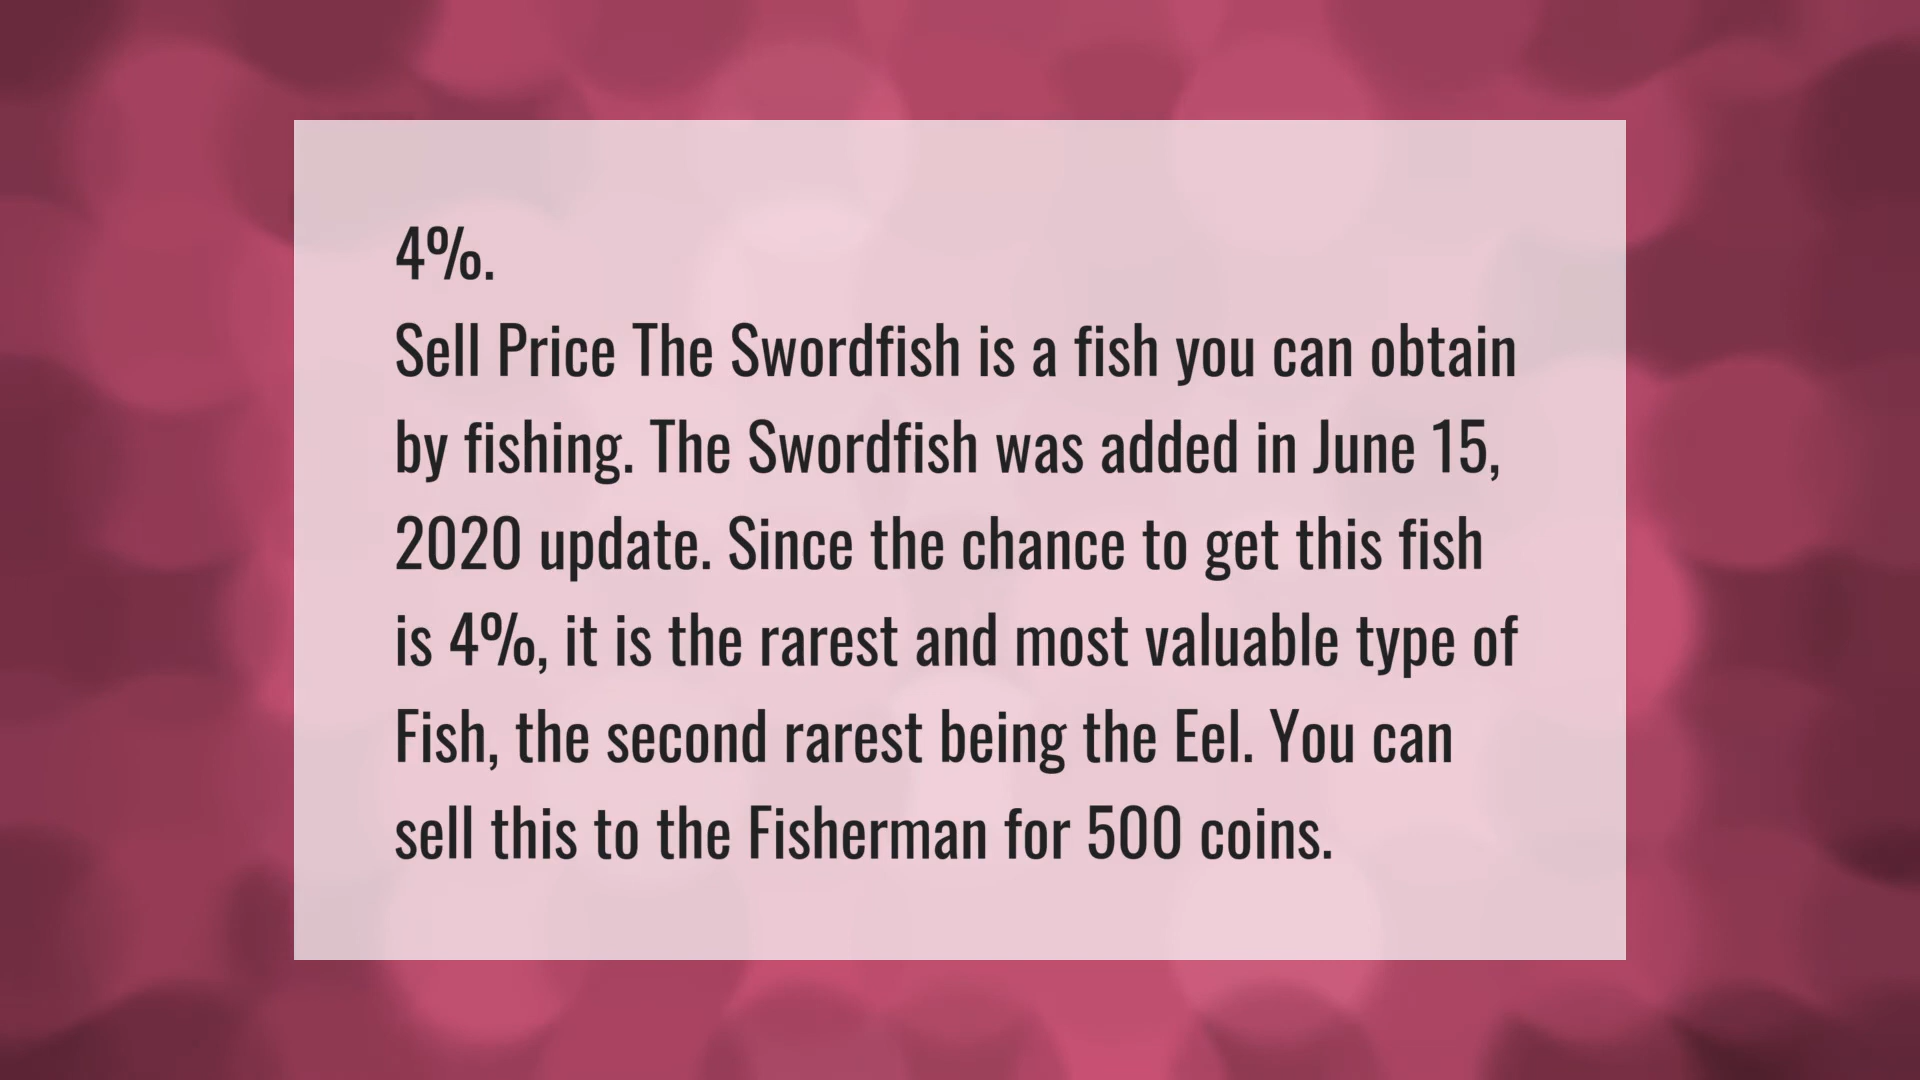 4%.
Sell Price The Swordfish is a fish you can obtain
by fishing. The Swordfish was added in June 15,
2020 update. Since the chance to get this fish
is 4%, it is the rarest and most valuable type of
Fish, the second rarest being the Eel. You can
sell this to the Fisherman for 500 coins.